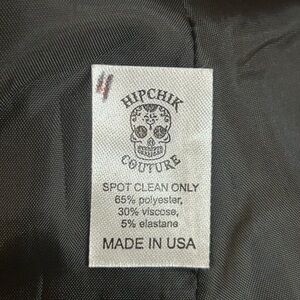 HIPCHIK
COUTURE
SPOT CLEAN ONLY
65% polyester,
30% viscose,
5% elastane
MADE IN USA